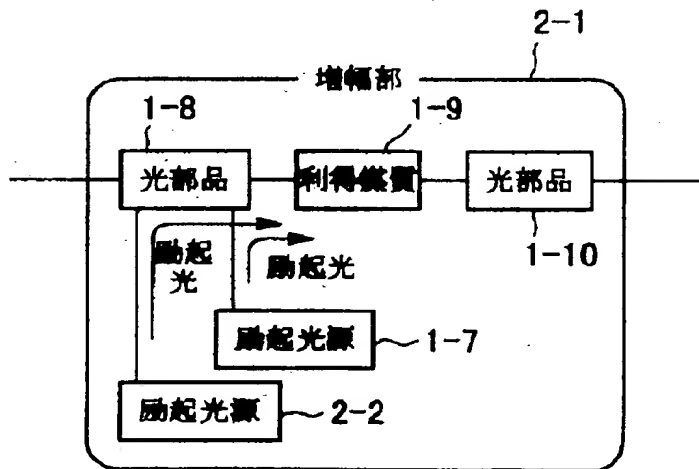 2-1
増幅部
1-8
1-9
光部品
利得媒質
光部品
励起
光
励起光
1-10
励起光源
1-7
励起光源
2-2